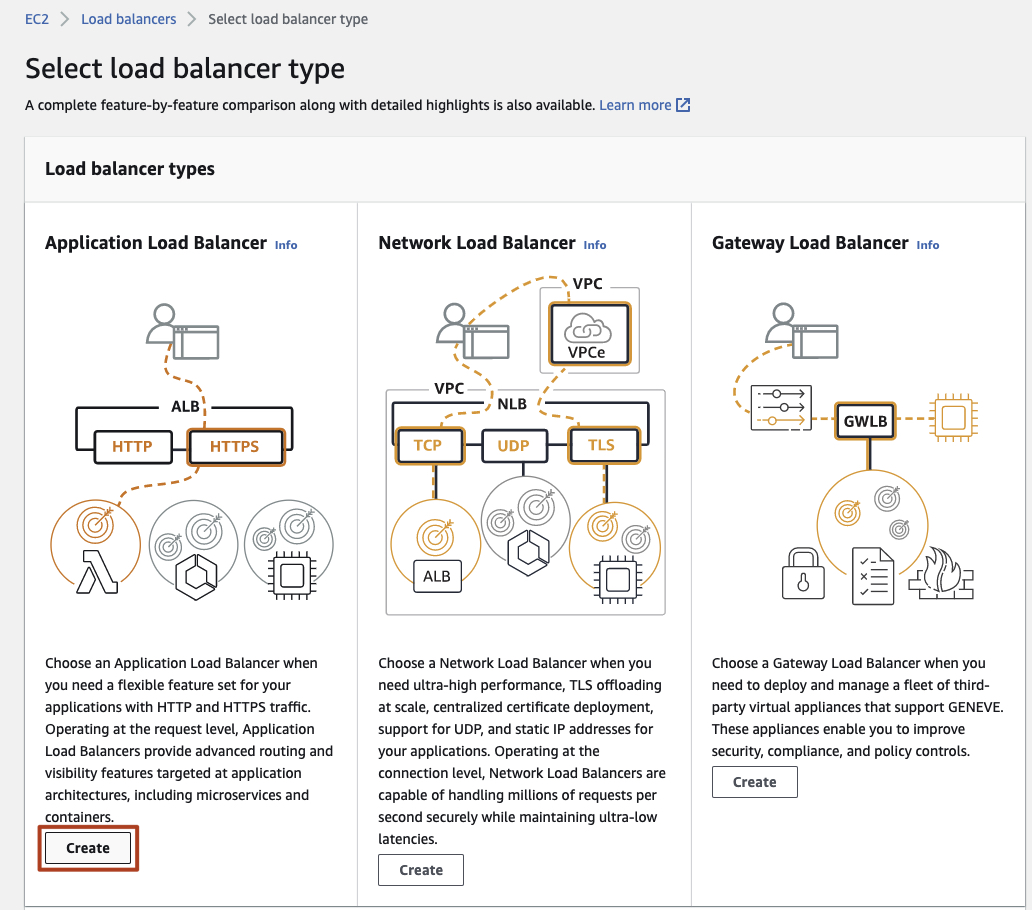 EC2 > Load balancers > Select load balancer type
Select load balancer type
A complete feature-by-feature comparison along with detailed highlights is also available. Learn more
Load balancer types
Application Load Balancer Info
ALB
HTTP
HTTPS
Choose an Application Load Balancer when
you need a flexible feature set for your
applications with HTTP and HTTPS traffic.
Operating at the request level, Application
Load Balancers provide advanced routing and
visibility features targeted at application
architectures, including microservices and
containers.
Create
Network Load Balancer Info
VPC
VPCe
VPC
NLB
TCP
UDP
TLS
ALB
Choose a Network Load Balancer when you
need ultra-high performance, TLS offloading
at scale, centralized certificate deployment,
support for UDP, and static IP addresses for
your applications. Operating at the
connection level, Network Load Balancers are
capable of handling millions of requests per
second securely while maintaining ultra-low
latencies.
Create
Gateway Load Balancer Info
GWLB
Choose a Gateway Load Balancer when you
need to deploy and manage a fleet of third-
party virtual appliances that support GENEVE.
These appliances enable you to improve
security, compliance, and policy controls.
Create